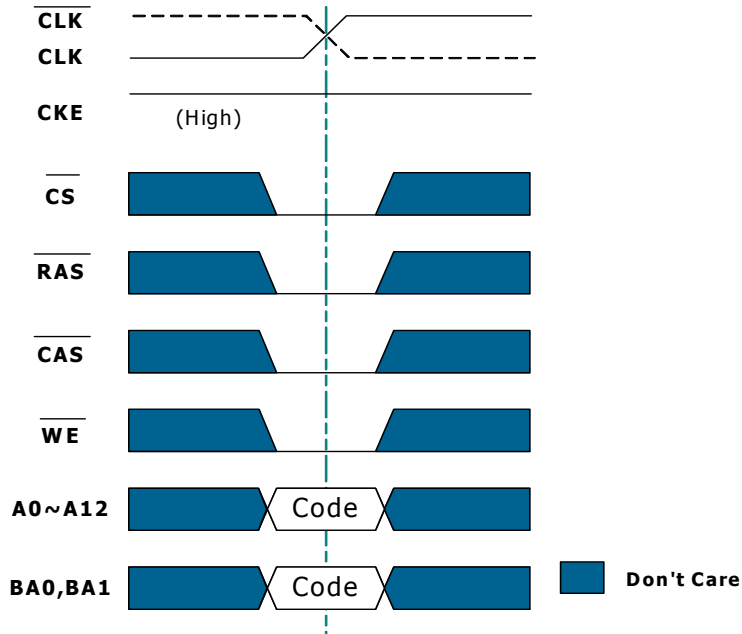 CLK
CLK
CKE
(High)
CS
RAS
CAS
WE
A0~A12
Code
BA0,BA1
Code
Don't Care